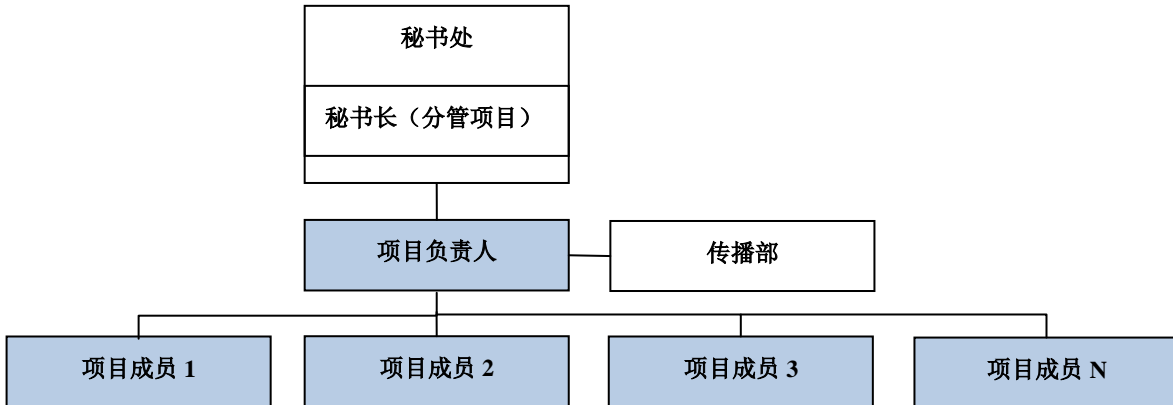 秘书处
秘书长（分管项目）
项目负责人
传播部
项目成员 1
项目成员 2
项目成员 3
项目成员 N